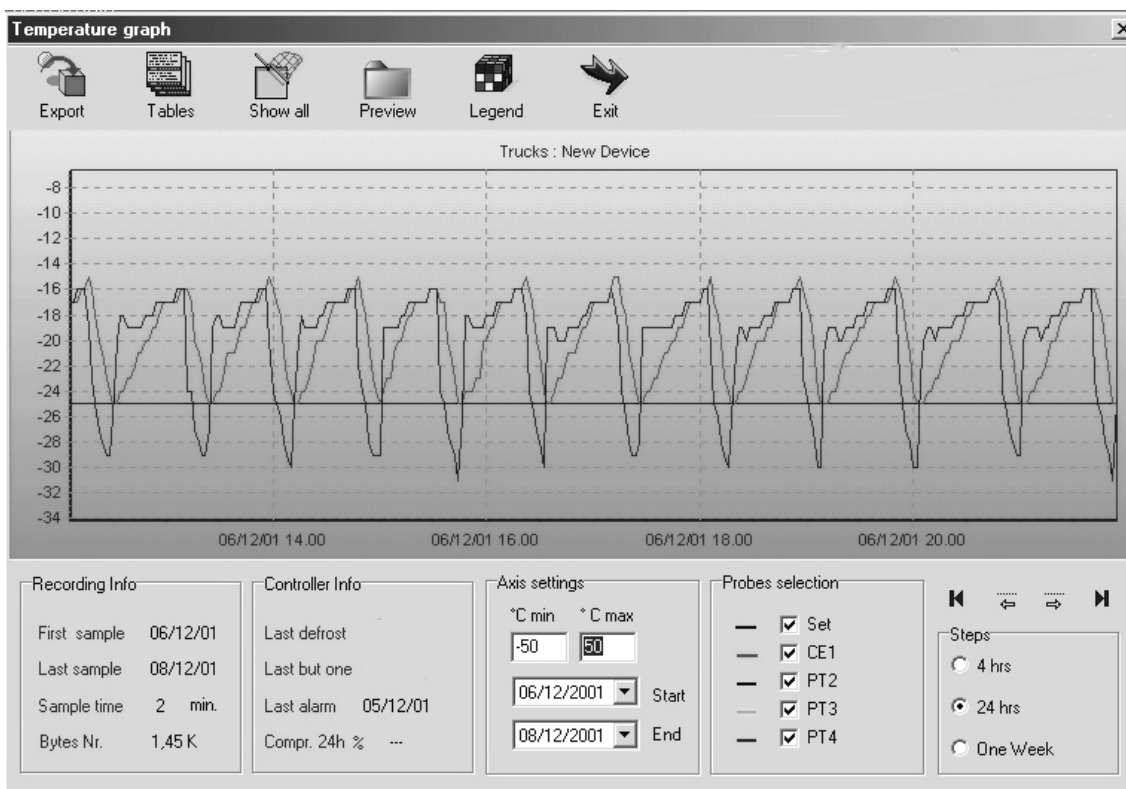 Temperature graph
Export Tables Show all Preview Legend Exit
Trucks : New Device
-8
-10
-12
-14
-16
-18
-20
-22
-24
-26
-28
-30
-32
-34
06/12/01 14.00 06/12/01 16.00 06/12/01 18.00 06/12/01 20.00
Recording Info
First sample 06/12/01
Last sample 08/12/01
Sample time 2 min.
Bytes Nr. 1,45 K
Controller Info
Last defrost
Last but one
Last alarm 05/12/01
Compr. 24h % ---
Axis settings
°C min ° C max
-50 50
06/12/2001 Start
08/12/2001 End
Probes selection
Set
CE1
PT2
PT3
PT4
Steps
4 hrs
24 hrs
One Week